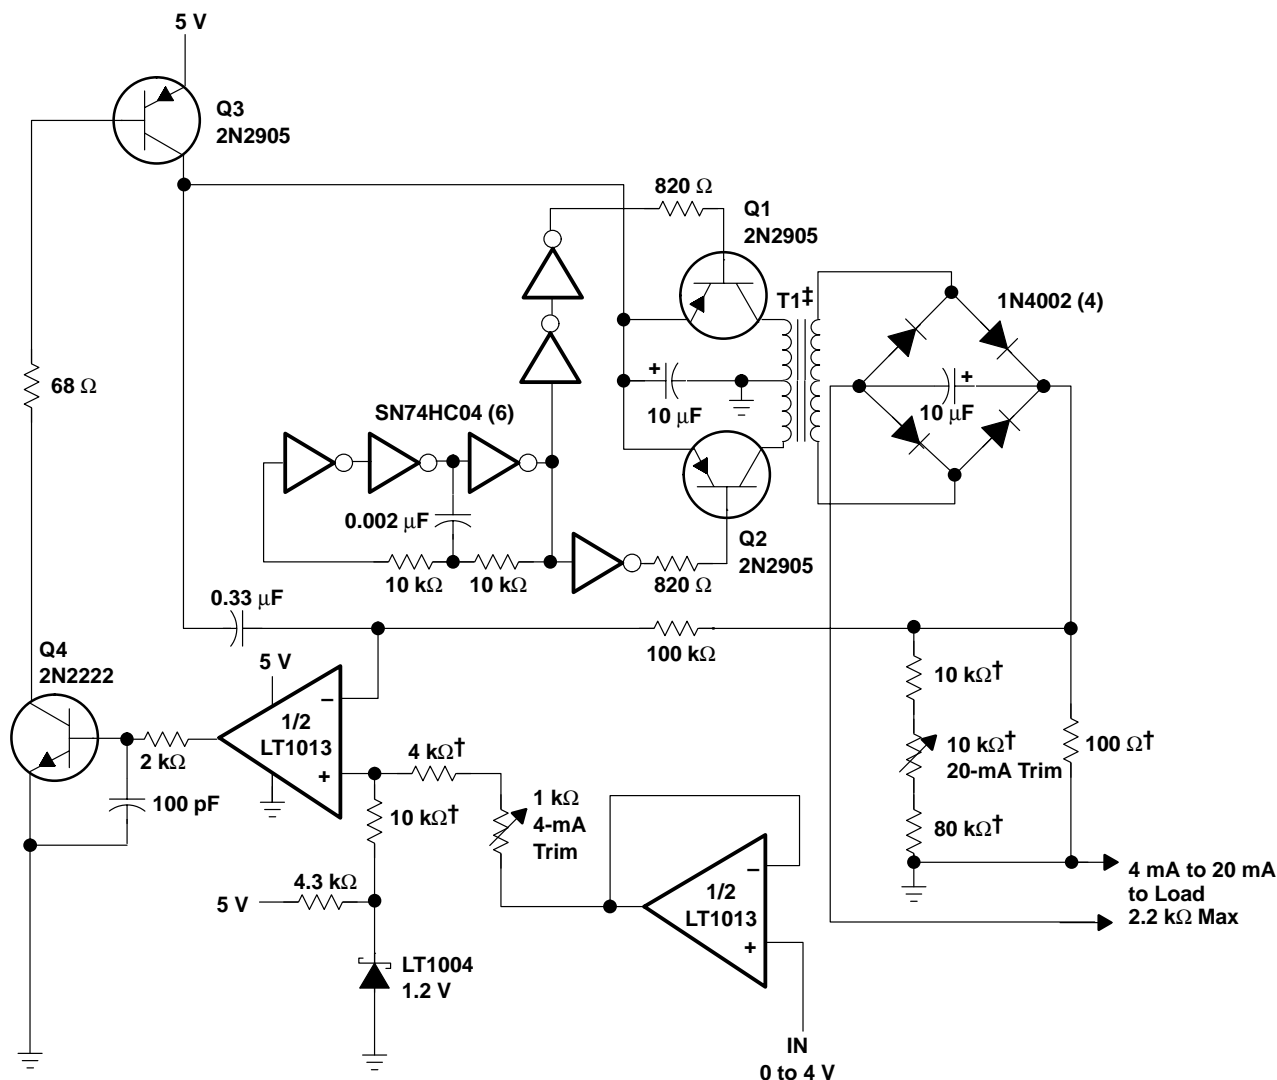 5 V
Q3
2N2905
820 Ω
Q1
2N2905
T1‡
1N4002 (4)
68 Ω
+
10 μF
+
10 μF
SN74HC04 (6)
0.002 μF
10 kΩ
10 kΩ
820 Ω
Q2
2N2905
0.33 μF
100 kΩ
Q4
2N2222
5 V
1/2
LT1013
−
+
2 kΩ
100 pF
4 kΩ†
10 kΩ†
1 kΩ
4-mA
Trim
10 kΩ†
10 kΩ†
20-mA Trim
80 kΩ†
100 Ω†
4.3 kΩ
5 V
LT1004
1.2 V
1/2
LT1013
−
+
4 mA to 20 mA
to Load
2.2 kΩ Max
IN
0 to 4 V